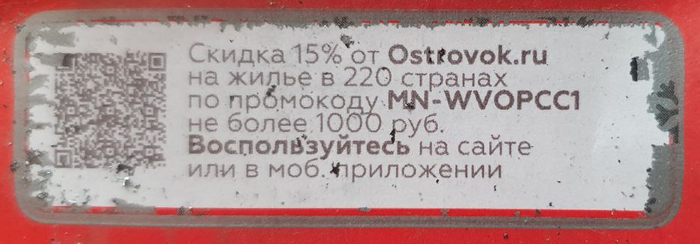 Скидка 15% от Ostrovok.ru
на жилье в 220 странах
по промокоду MN-WVOPCC1
не более 1000 руб.
Воспользуйтесь на сайте
или в моб. приложении